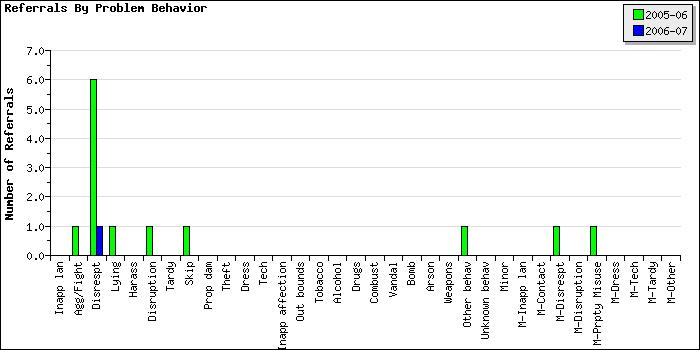 Referrals By Problem Behavior
2005-06
2006-07
Number of Referrals
7.0
6.0
5.0
4.0
3.0
2.0
1.0
0.0
Inapp lan
Agg/Fight
Disrespt
Lying
Harass
Disruption
Tardy
Skip
Prop dam
Theft
Dress
Tech
Inapp affection
Out bounds
Tobacco
Alcohol
Drugs
Combust
Vandal
Bomb
Arson
Weapons
Other behav
Unknown behav
Minor
M-Inapp lan
M-Contact
M-Disrespt
M-Disruption
M-Prpty Misuse
M-Dress
M-Tech
M-Tardy
M-Other